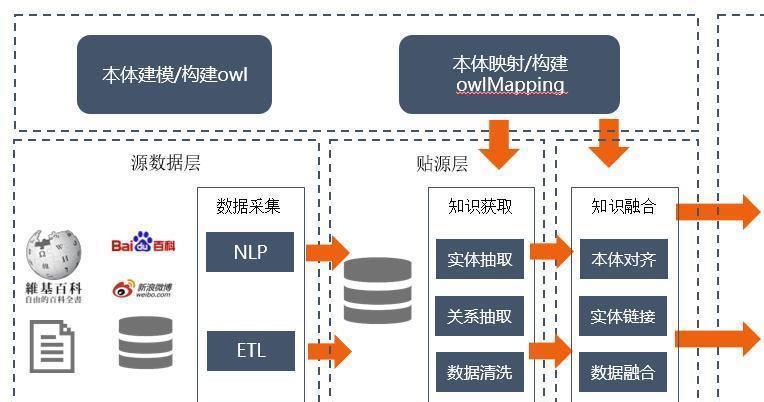 本体建模/构建owl
本体映射/构建
owlMapping
源数据层
贴源层
数据采集
知识获取
知识融合
NLP
实体抽取
本体对齐
Bai du 百科
維基百科
自由的百科全書
新浪微博
weibo.com
关系抽取
实体链接
ETL
数据清洗
数据融合